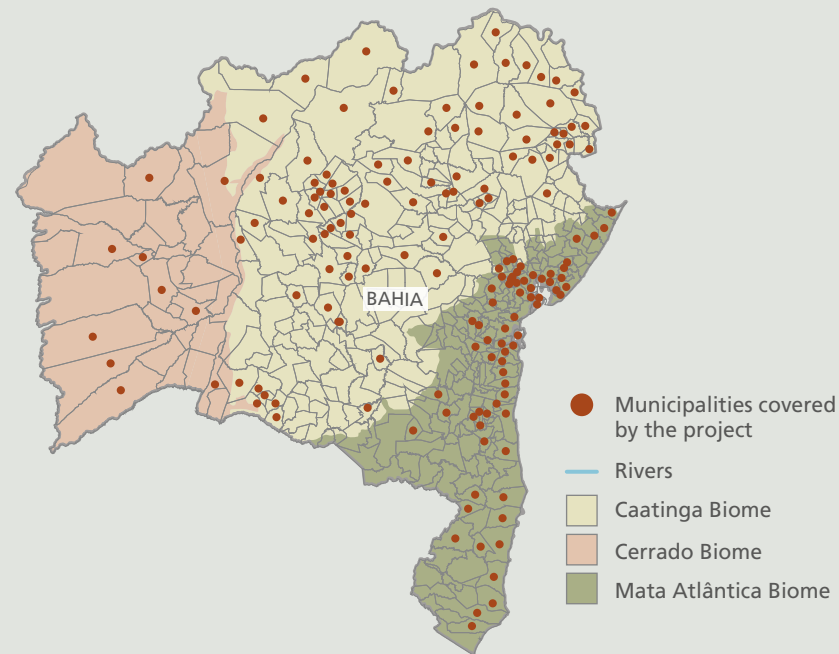 BAHIA
Municipalities covered
by the project
Rivers
Caatinga Biome
Cerrado Biome
Mata Atlântica Biome